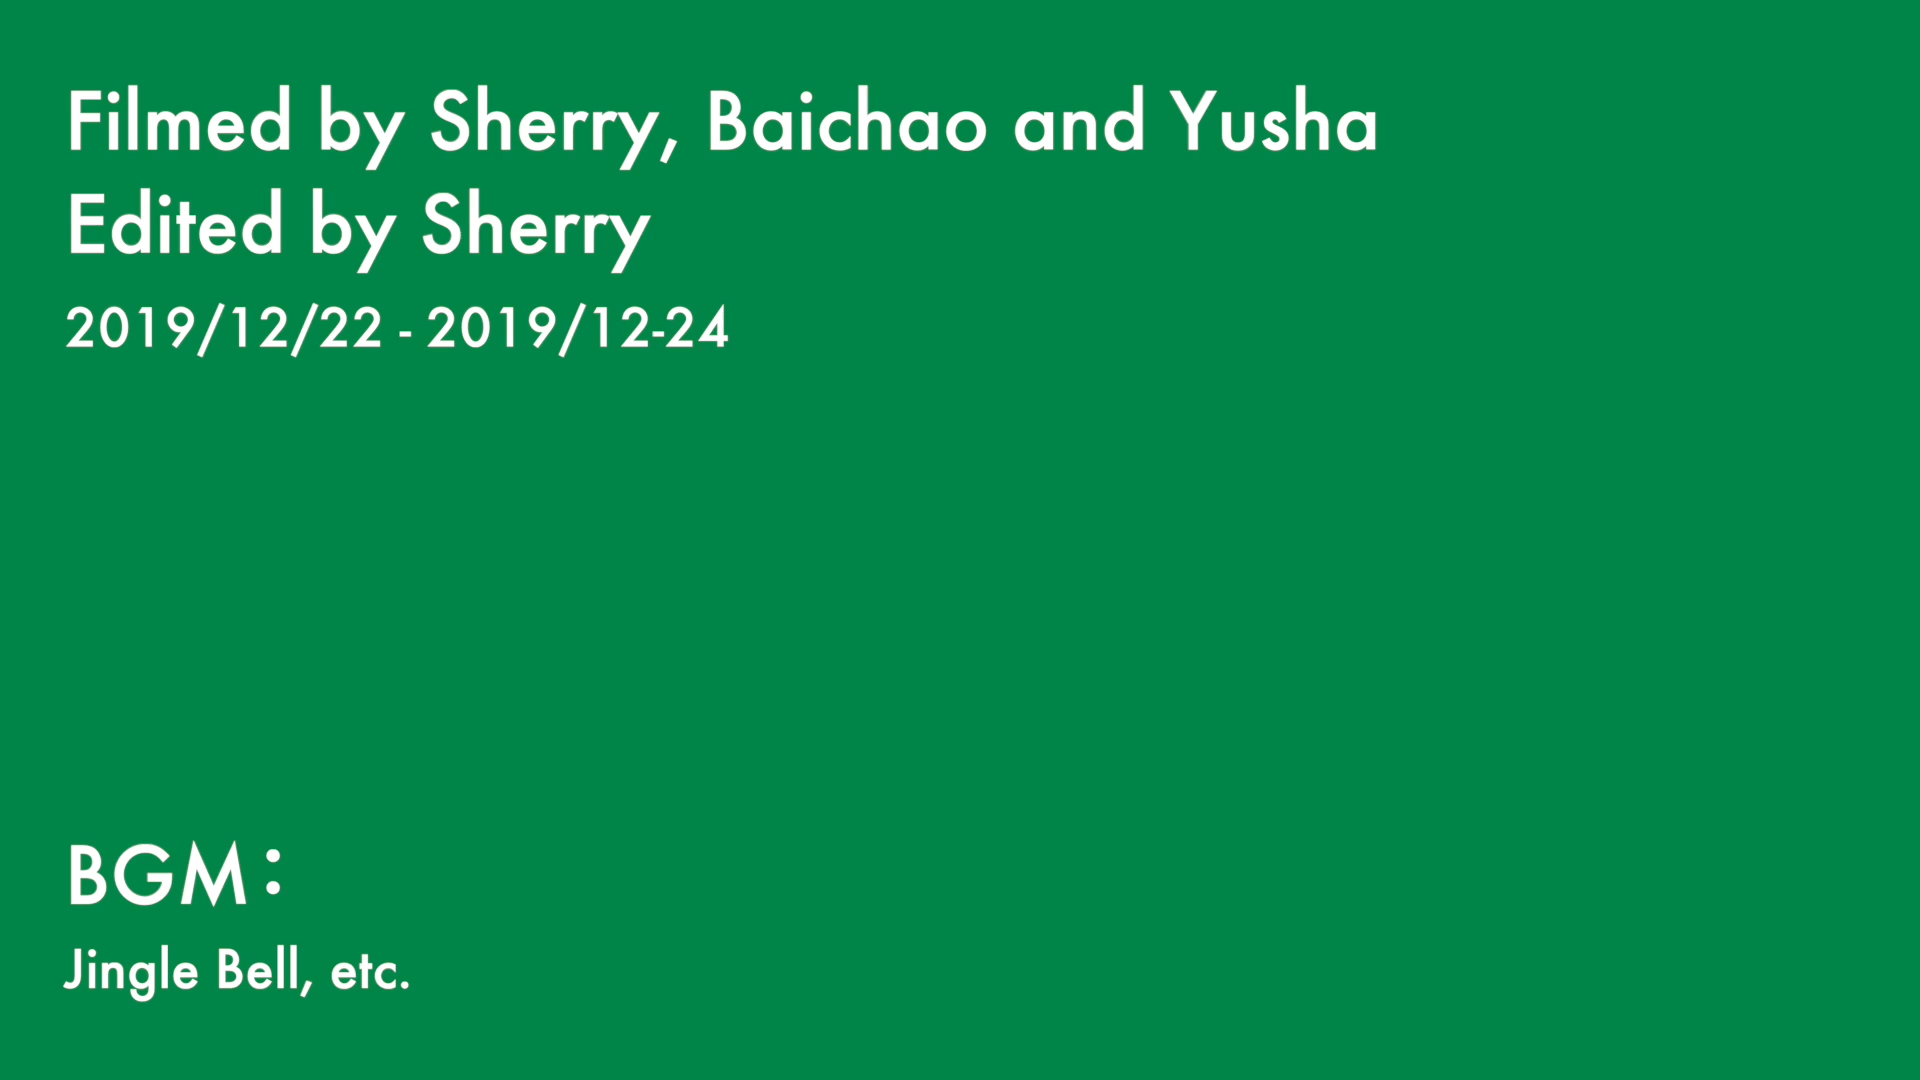 Filmed by Sherry, Baichao and Yusha
Edited by Sherry
2019/12/22 - 2019/12-24
BGM：
Jingle Bell, etc.